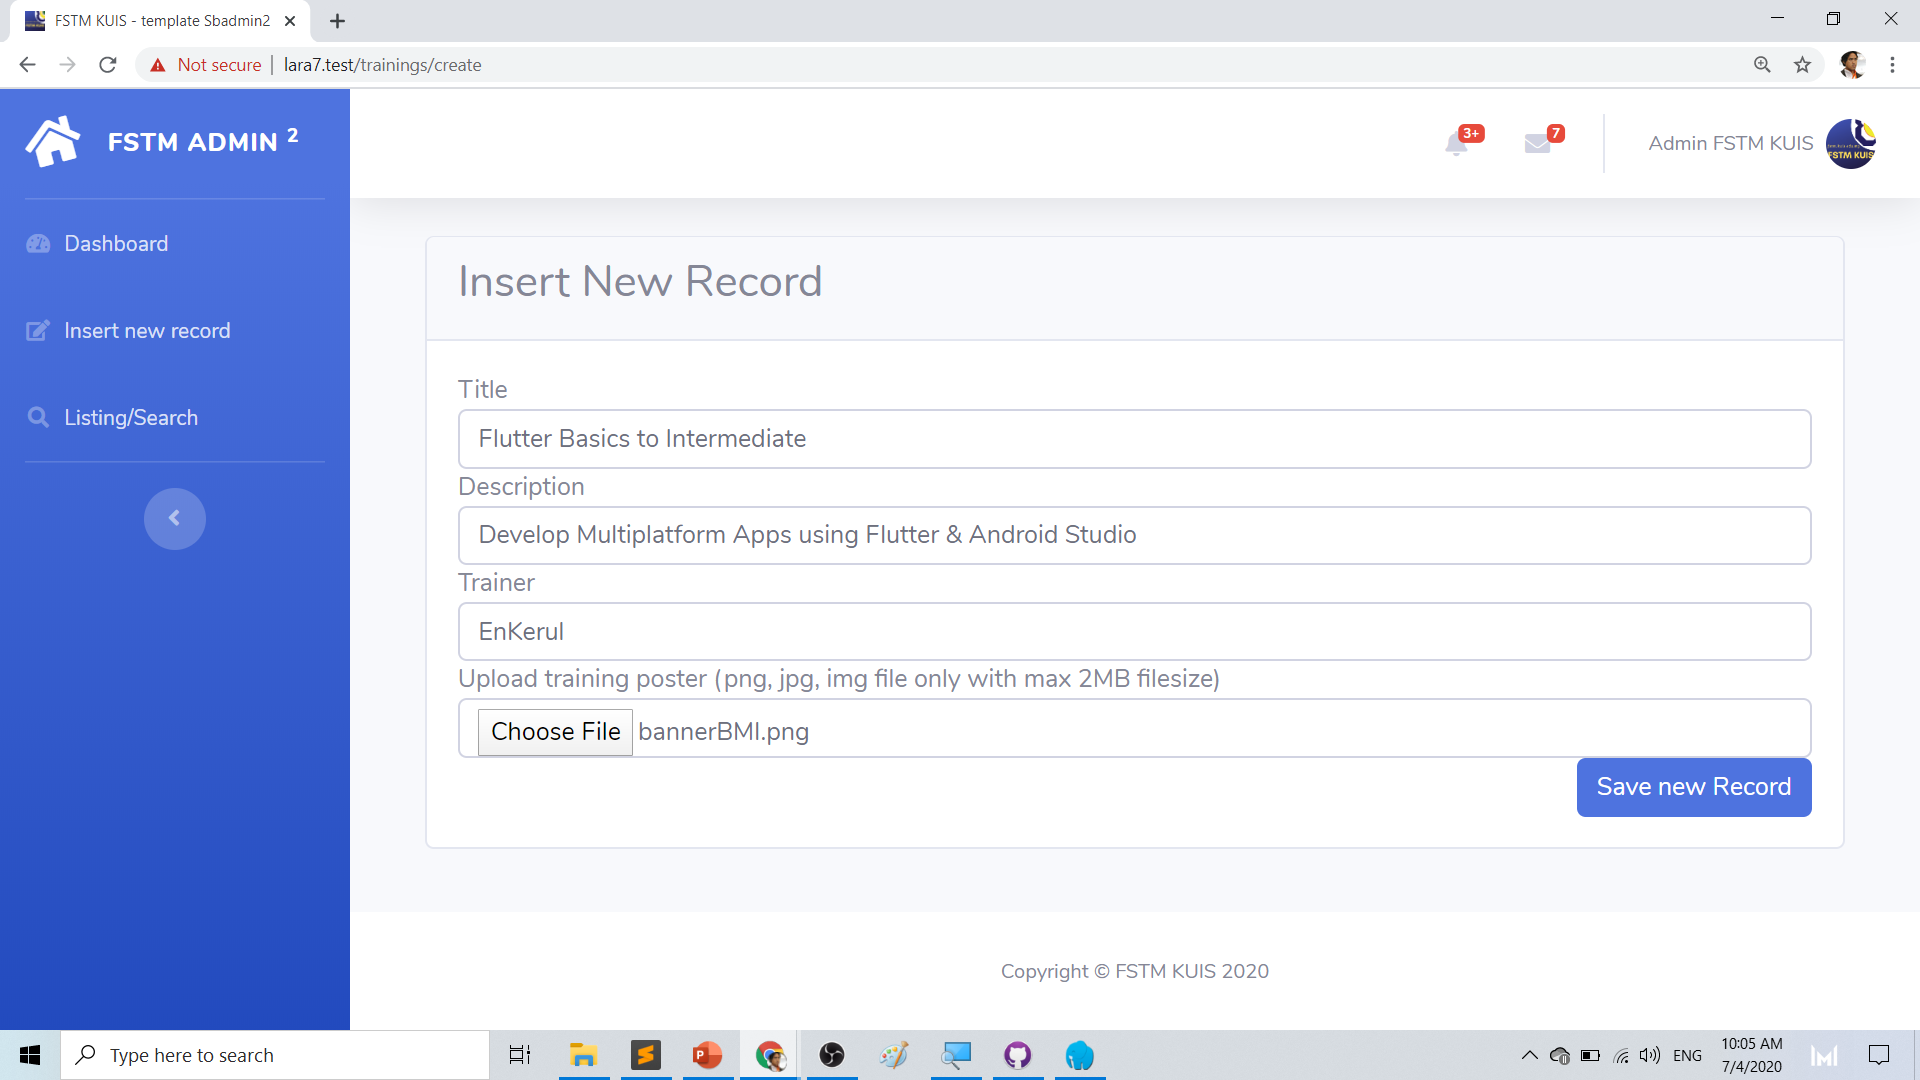 FSTM KUIS - template Sbadmin2
Not secure | lara7.test/trainings/create
FSTM ADMIN 2
3+
7
Admin FSTM KUIS
FSTM KUIS
Dashboard
Insert new record
Listing/Search
Insert New Record
Title
Flutter Basics to Intermediate
Description
Develop Multiplatform Apps using Flutter & Android Studio
Trainer
EnKerul
Upload training poster (png, jpg, img file only with max 2MB filesize)
Choose File bannerBMI.png
Save new Record
Copyright © FSTM KUIS 2020
Type here to search
ENG
10:05 AM
7/4/2020